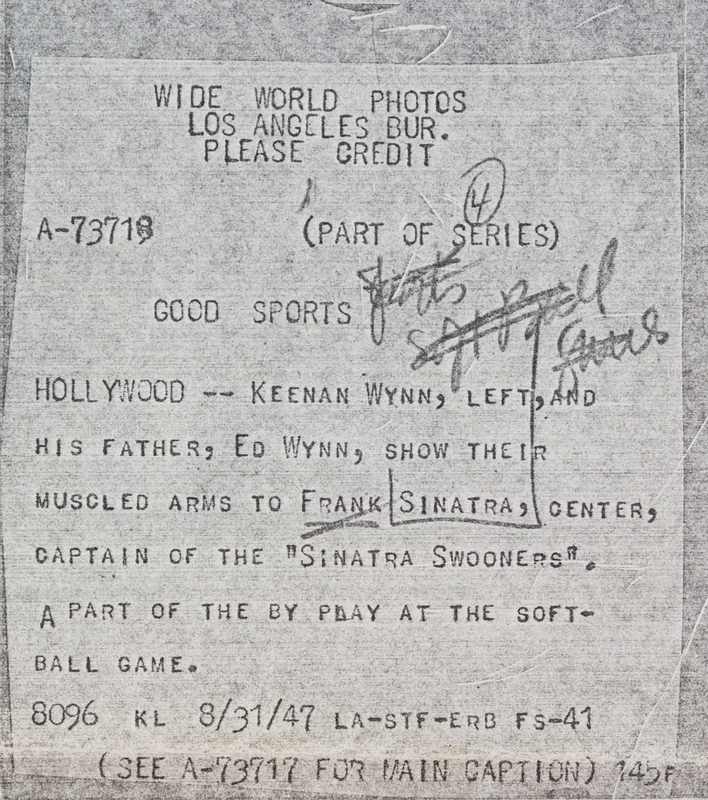 WIDE WORLD PHOTOS
LOS ANGELES BUR.
PLEASE CREDIT
4
A-73718 (PART OF SERIES)
GOOD SPORTS
Sports
Soft Ball
HOLLYWOOD -- KEENAN WYNN, LEFT, AND
HIS FATHER, ED WYNN, SHOW THEIR
MUSCLED ARMS TO FRANK SINATRA, CENTER,
CAPTAIN OF THE "SINATRA SWOONERS".
A PART OF THE BY PLAY AT THE SOFT-
BALL GAME.
8096 KL 8/31/47 LA-STF-ERB FS-41
(SEE A-73717 FOR MAIN CAPTION) 145P